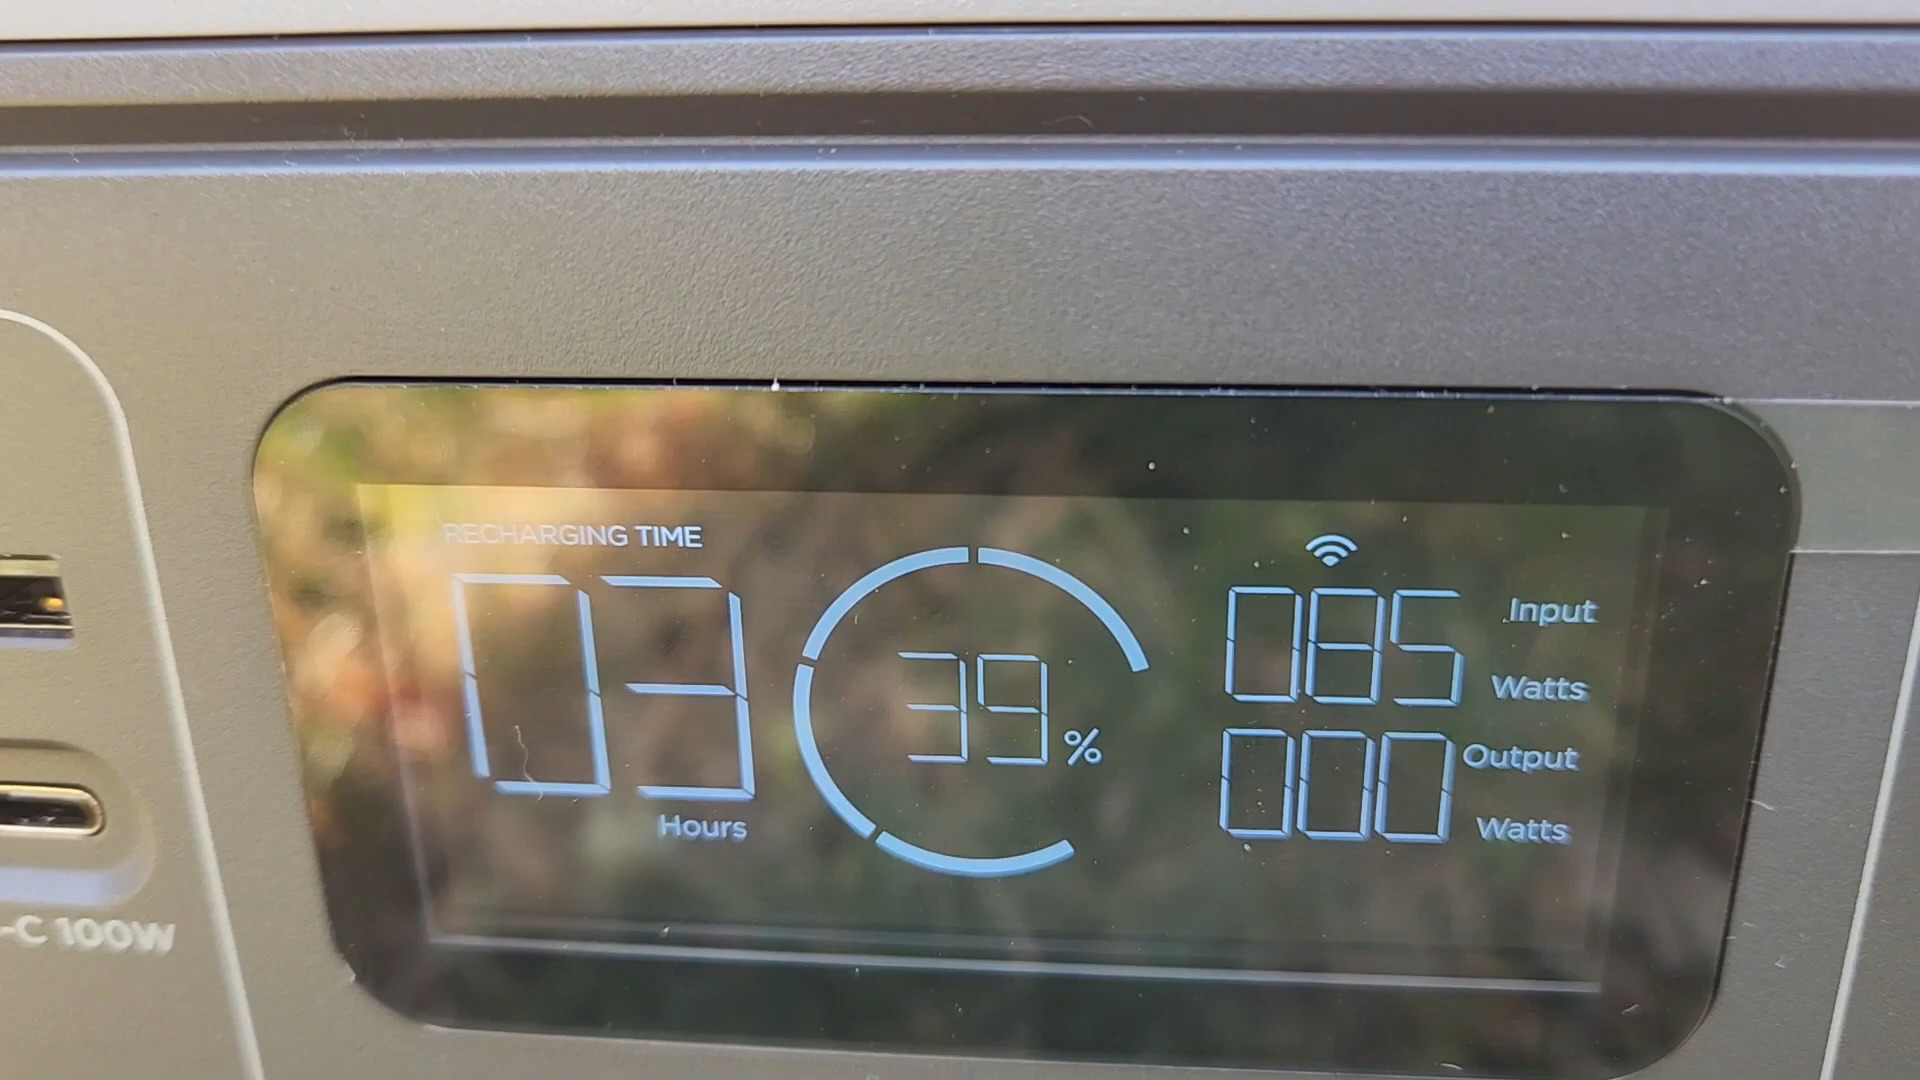 RECHARGING TIME
03
Hours
39%
085 Input
Watts
000 Output
Watts
-C 100W